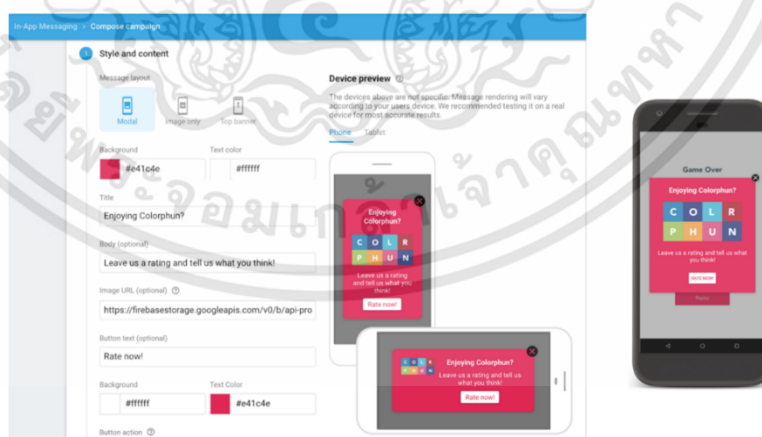 In-App Messaging > Compose campaign
1 Style and content
Message layout
Modal
Image only
Top banner
Background
Text color
#e41c4e
#ffffff
Title
Enjoying Colorphun?
Body (optional)
Leave us a rating and tell us what you think!
Image URL (optional)
https://firebasestorage.googleapis.com/v0/b/api-pro
Button text (optional)
Rate now!
Background
Text Color
#ffffff
#e41c4e
Button action
Device preview
The devices above are not specific. Message rendering will vary
according to your users device. We recommended testing it on a real
device for most accurate results.
Phone
Tablet
Enjoying
Colorphun?
C O L R
P H U N
Leave us a rating
and tell us what you
think!
Rate now!
C O L R
P H U N
Enjoying Colorphun?
Leave us a rating and tell us
what you think!
Rate now!
Game Over
Enjoying Colorphun?
C O L R
P H U N
Leave us a rating and tell us what
you think!
RATE NOW!